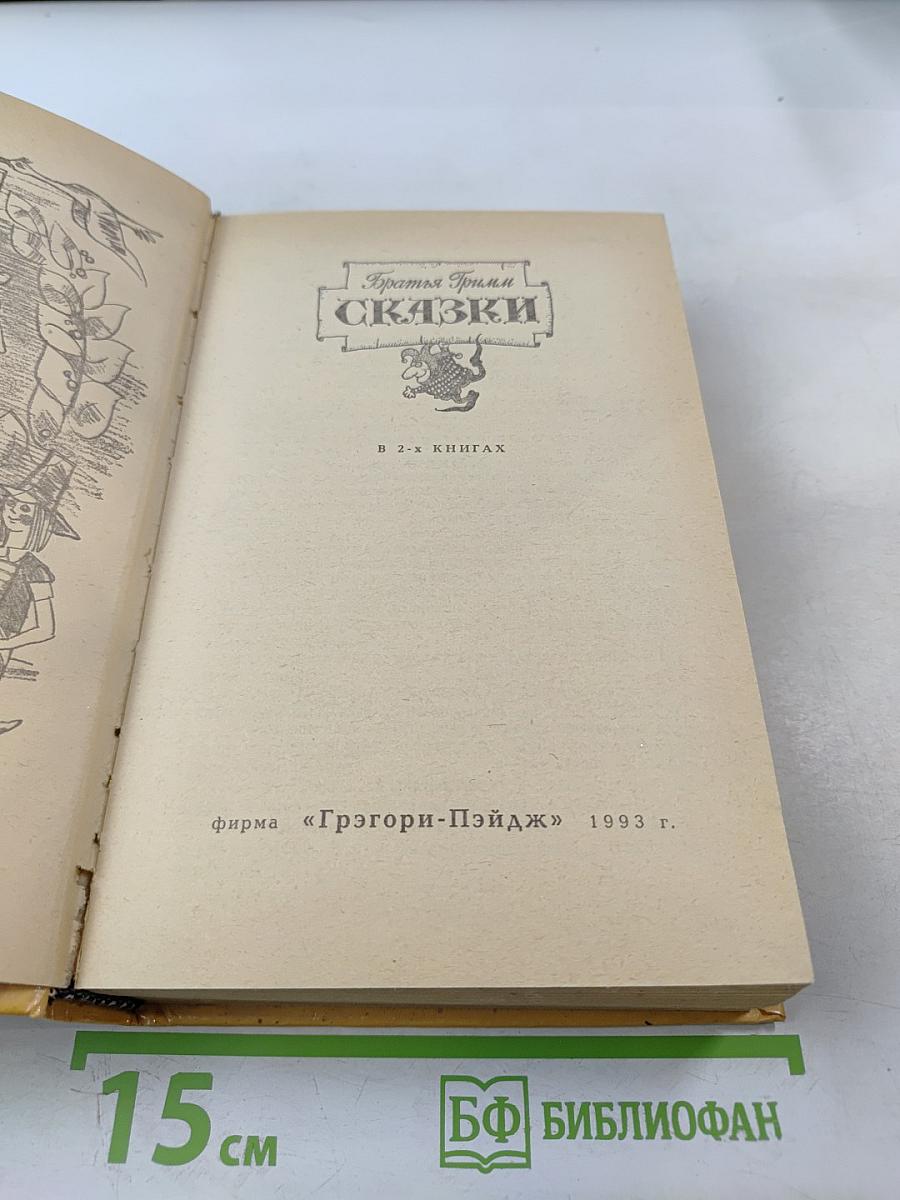 Братья Гримм
СКАЗКИ
В 2-х КНИГАХ
фирма «Грэгори-Пэйдж» 1993 г.
15 см
БФ БИБЛИОФАН